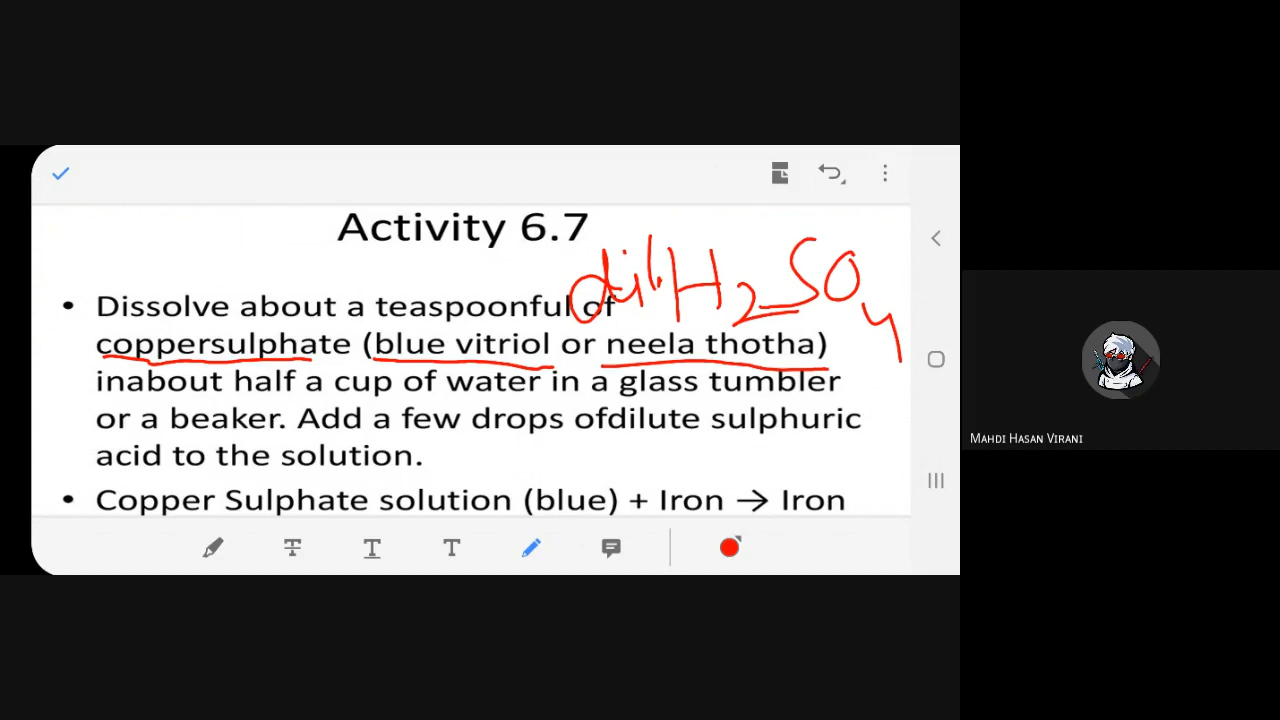 Activity 6.7
dil. H2SO4
• Dissolve about a teaspoonful of
coppersulphate (blue vitriol or neela thotha)
inabout half a cup of water in a glass tumbler
or a beaker. Add a few drops ofdilute sulphuric
acid to the solution.
• Copper Sulphate solution (blue) + Iron → Iron
T T T
MAHDI HASAN VIRANI